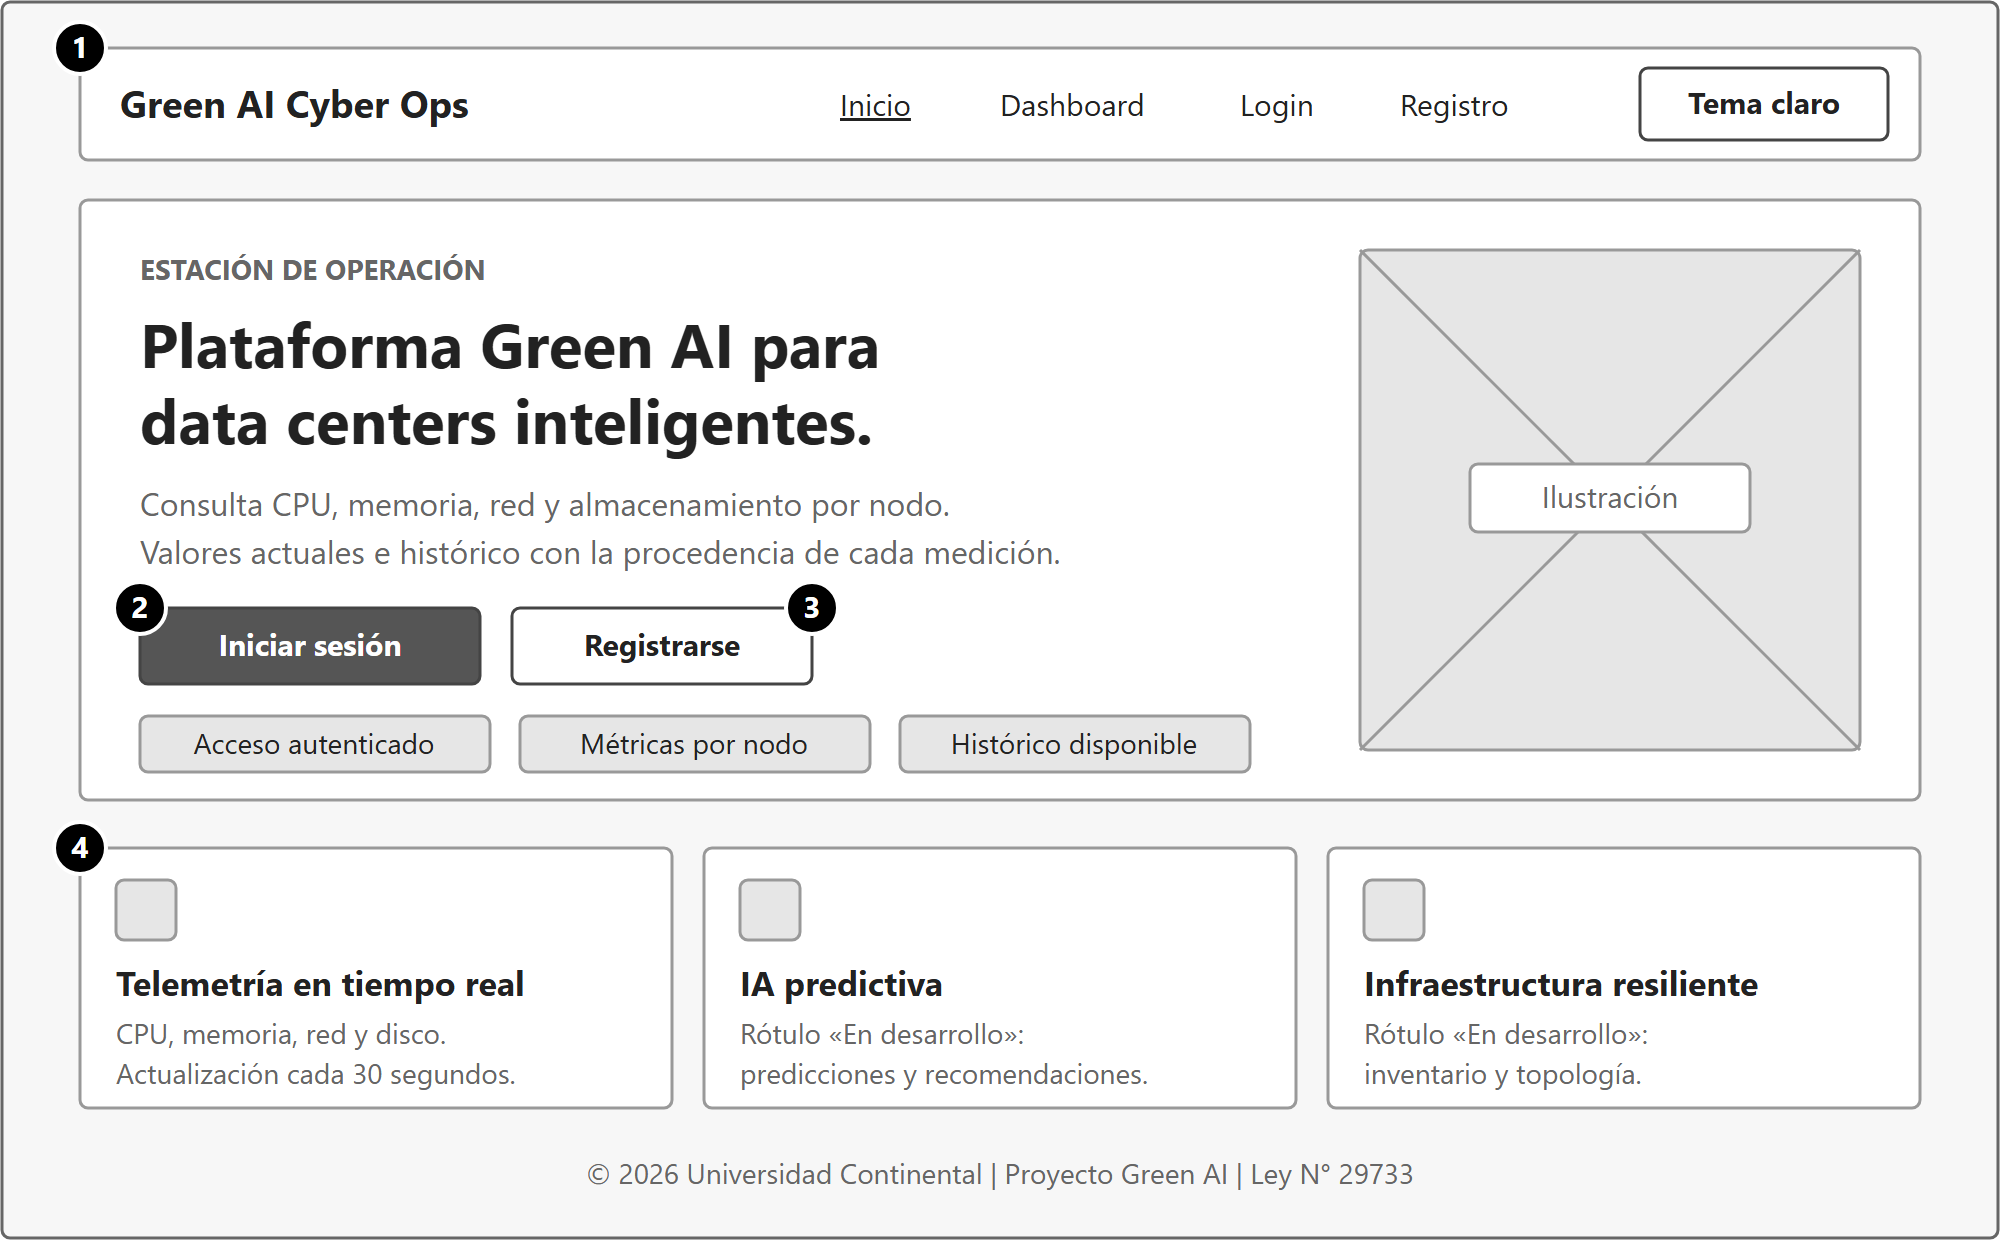 1
Green AI Cyber Ops
Inicio
Dashboard
Login
Registro
Tema claro
ESTACIÓN DE OPERACIÓN
Plataforma Green AI para
data centers inteligentes.
Consulta CPU, memoria, red y almacenamiento por nodo.
Valores actuales e histórico con la procedencia de cada medición.
Ilustración
2
Iniciar sesión
3
Registrarse
Acceso autenticado
Métricas por nodo
Histórico disponible
4
Telemetría en tiempo real
CPU, memoria, red y disco.
Actualización cada 30 segundos.
IA predictiva
Rótulo «En desarrollo»:
predicciones y recomendaciones.
Infraestructura resiliente
Rótulo «En desarrollo»:
inventario y topología.
© 2026 Universidad Continental | Proyecto Green AI | Ley N° 29733